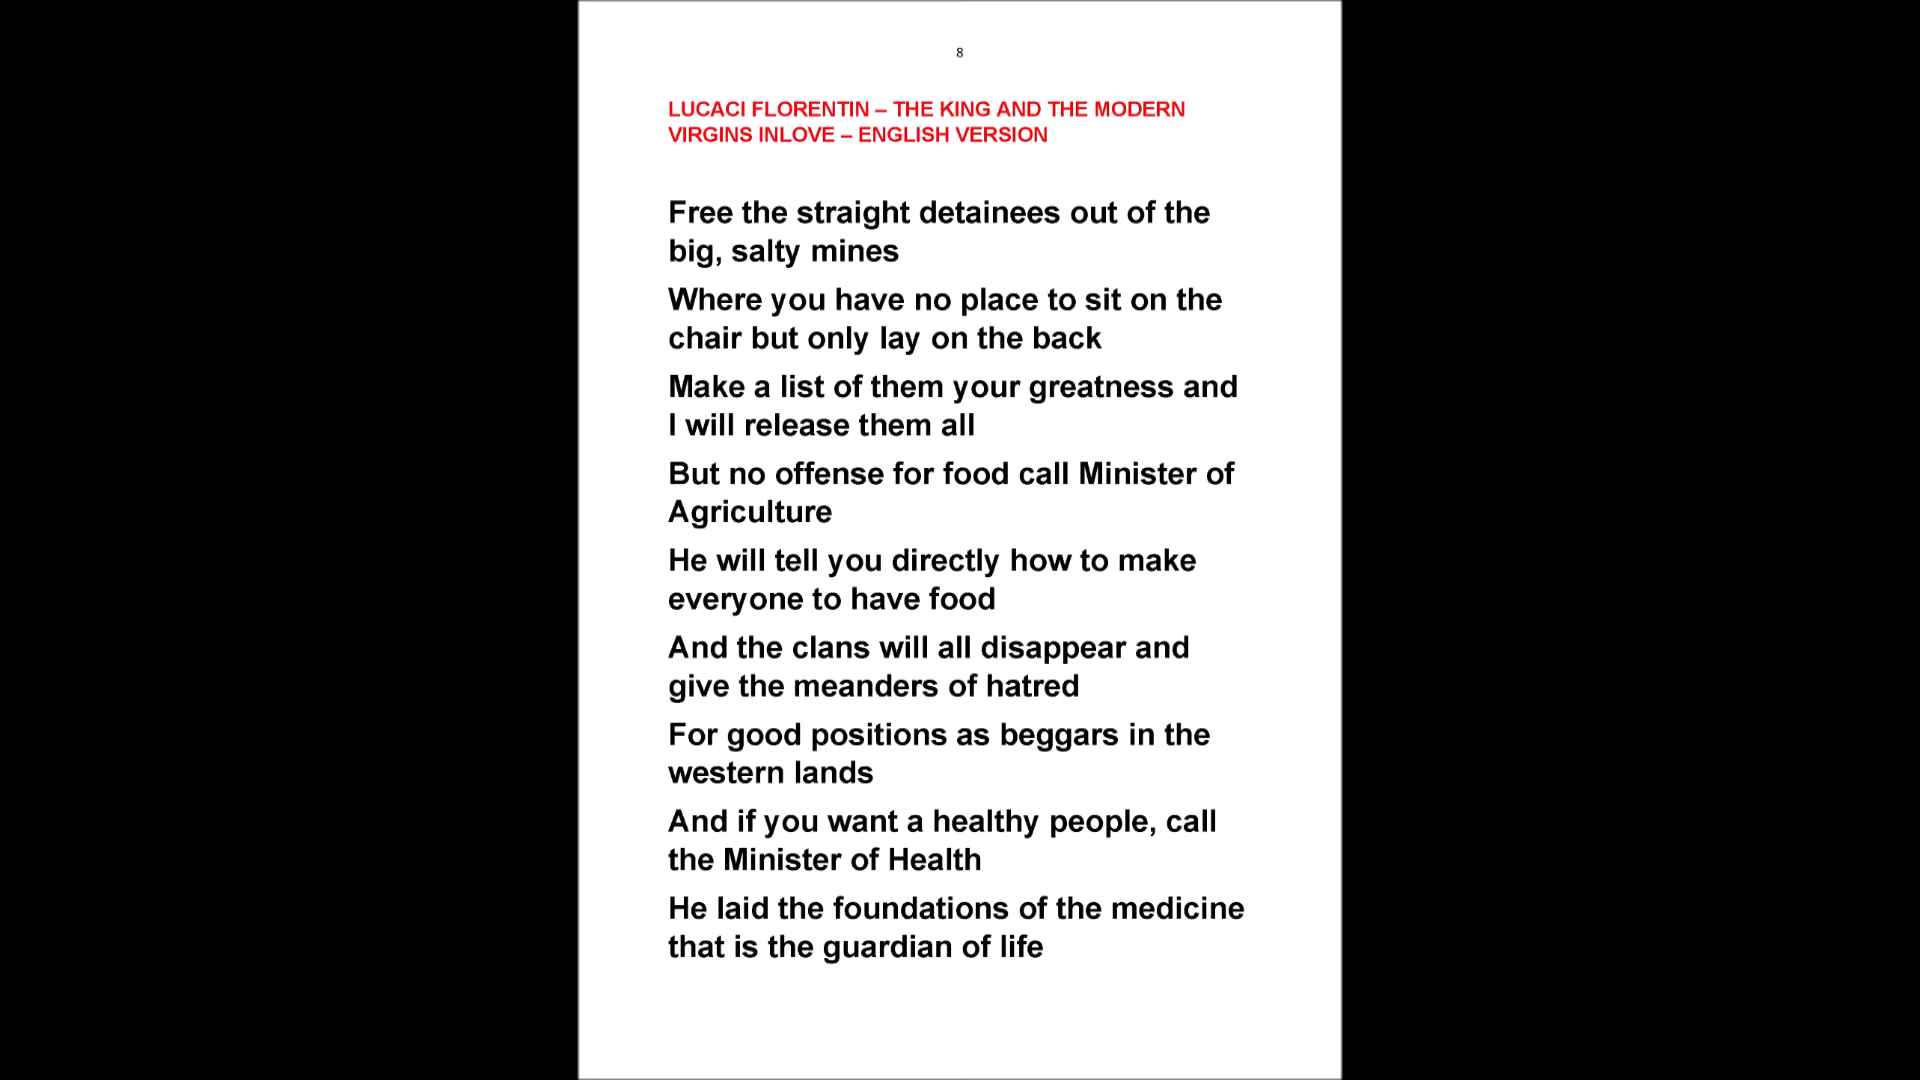 8
LUCACI FLORENTIN – THE KING AND THE MODERN
VIRGINS INLOVE – ENGLISH VERSION
Free the straight detainees out of the
big, salty mines
Where you have no place to sit on the
chair but only lay on the back
Make a list of them your greatness and
I will release them all
But no offense for food call Minister of
Agriculture
He will tell you directly how to make
everyone to have food
And the clans will all disappear and
give the meanders of hatred
For good positions as beggars in the
western lands
And if you want a healthy people, call
the Minister of Health
He laid the foundations of the medicine
that is the guardian of life